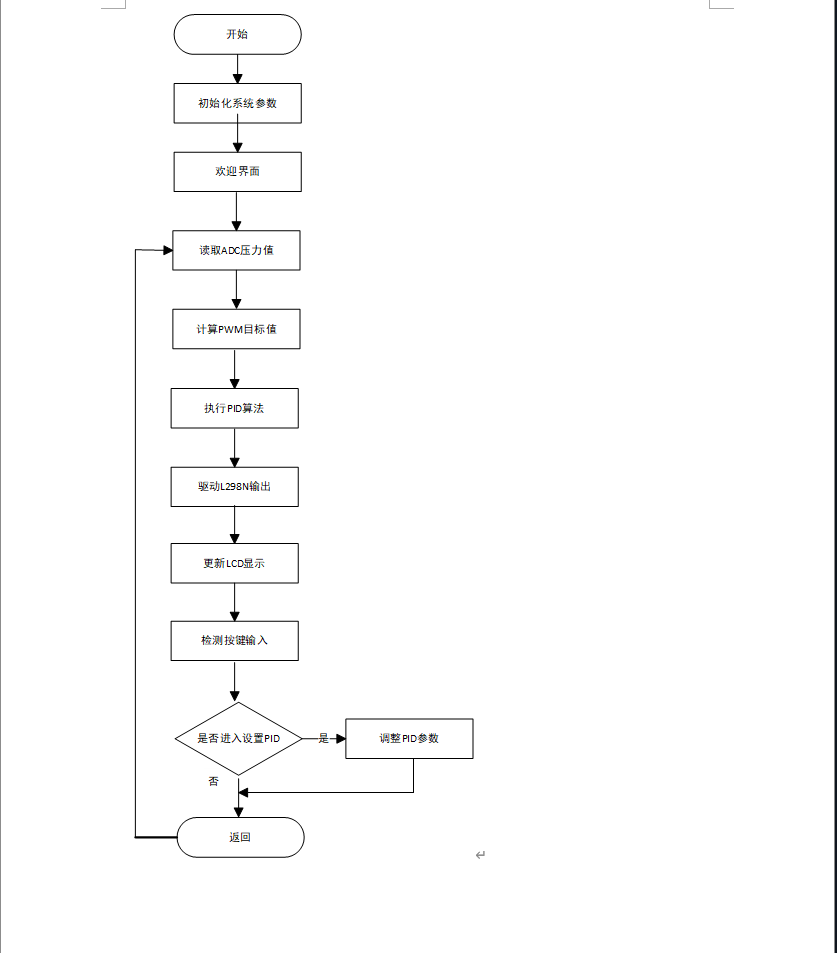 开始
初始化系统参数
欢迎界面
读取ADC压力值
计算PWM目标值
执行PID算法
驱动L298N输出
更新LCD显示
检测按键输入
是否进入设置PID
是
调整PID参数
否
返回